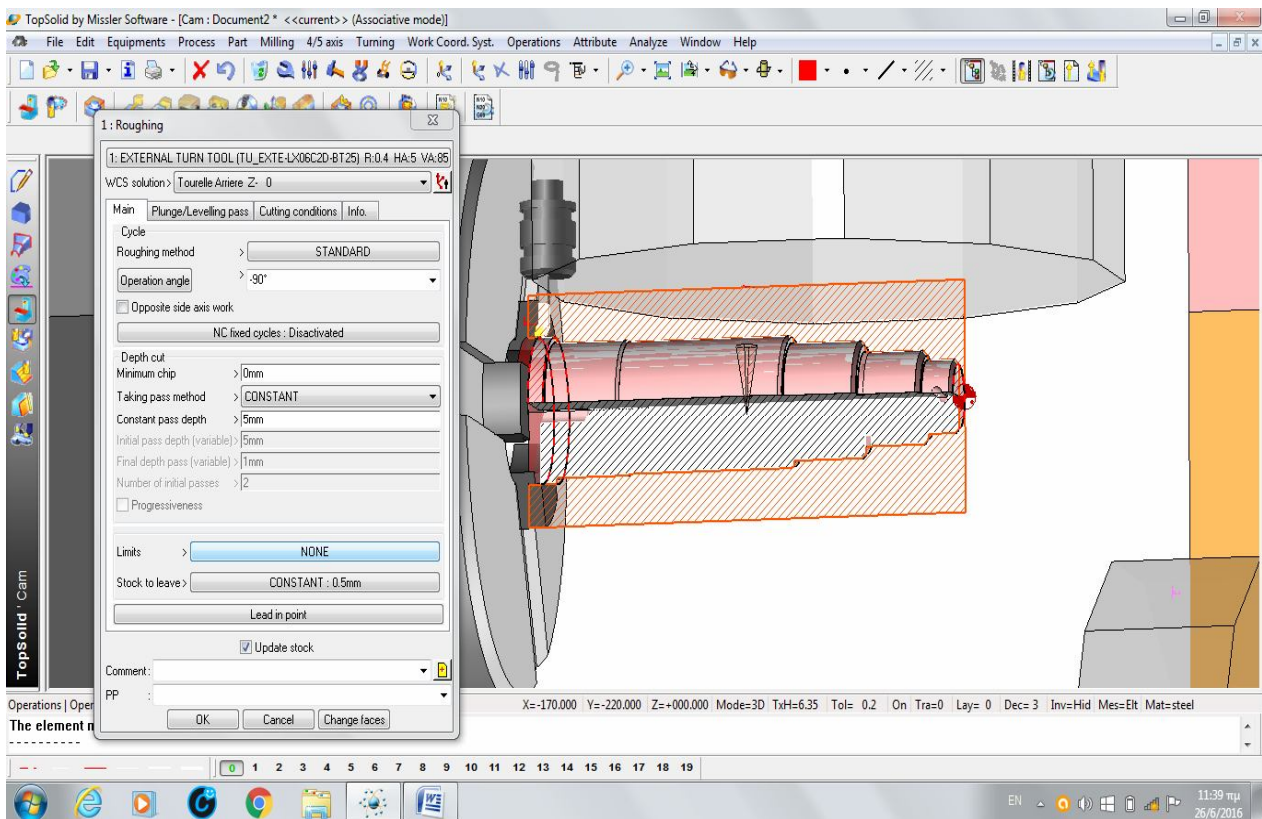 TopSolid by Missler Software - [Cam : Document2 * <<current>> (Associative mode)]
File Edit Equipments Process Part Milling 4/5 axis Turning Work Coord. Syst. Operations Attribute Analyze Window Help
1 : Roughing
1: EXTERNAL TURN TOOL (TU_EXTE-LX06C2D-BT25) R:0.4 HA:5 VA:85
WCS solution> Tourelle Arriere Z- 0
Main Plunge/Levelling pass Cutting conditions Info.
Cycle
Roughing method > STANDARD
Operation angle > -90°
Opposite side axis work
NC fixed cycles : Disactivated
Depth cut
Minimum chip > 0mm
Taking pass method > CONSTANT
Constant pass depth > 5mm
Initial pass depth (variable) > 5mm
Final depth pass (variable) > 1mm
Number of initial passes > 2
Progressiveness
Limits > NONE
Stock to leave > CONSTANT : 0.5mm
Lead in point
Update stock
Comment :
PP :
OK Cancel Change faces
TopSolid'Cam
Operations | Oper
X=-170.000 Y=-220.000 Z=+000.000 Mode=3D TxH=6.35 Tol= 0.2 On Tra=0 Lay= 0 Dec= 3 Inv=Hid Mes=Elt Mat=steel
The element
0 1 2 3 4 5 6 7 8 9 10 11 12 13 14 15 16 17 18 19
EN
11:39 πμ
26/6/2016